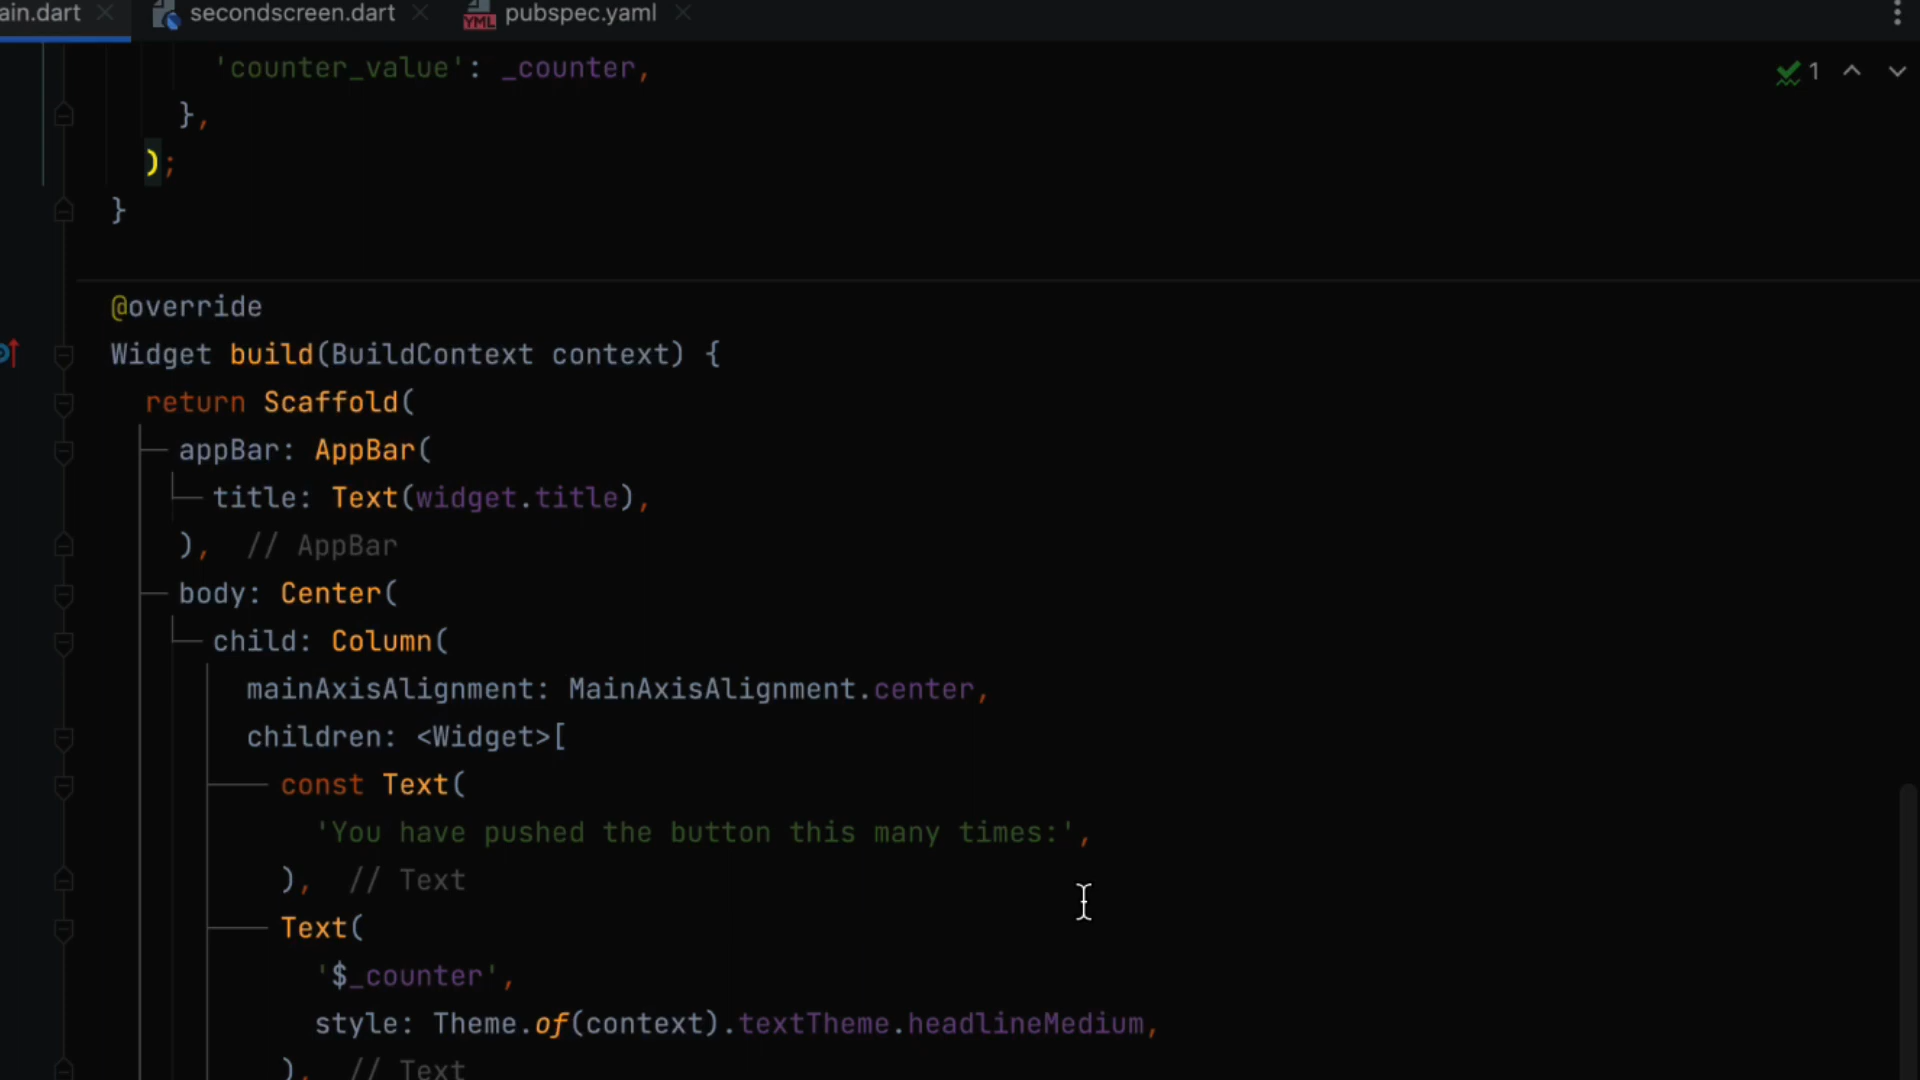 ain.dart secondscreen.dart YML pubspec.yaml
'counter_value': _counter,
1
},
);
}
@override
Widget build(BuildContext context) {
return Scaffold(
appBar: AppBar(
title: Text(widget.title),
), // AppBar
body: Center(
child: Column(
mainAxisAlignment: MainAxisAlignment.center,
children: <Widget>[
const Text(
'You have pushed the button this many times:',
), // Text
Text(
'$_counter',
style: Theme.of(context).textTheme.headlineMedium,
), // Text